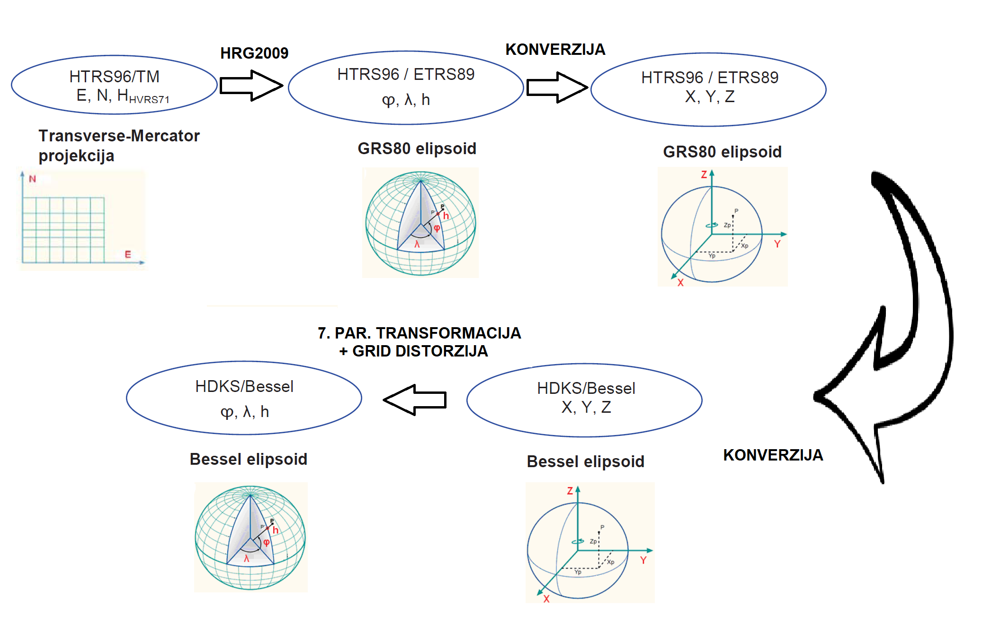 HRG2009
KONVERZIJA
HTRS96/TM
E, N, HHVRS71
HTRS96 / ETRS89
φ, λ, h
HTRS96 / ETRS89
X, Y, Z
Transverse-Mercator
projekcija
GRS80 elipsoid
GRS80 elipsoid
N
E
P
P'
h
φ
λ
Z
P
Zp
Xp
Yp
Y
X
7. PAR. TRANSFORMACIJA
+ GRID DISTORZIJA
HDKS/Bessel
φ, λ, h
HDKS/Bessel
X, Y, Z
KONVERZIJA
Bessel elipsoid
Bessel elipsoid
P
P'
h
φ
λ
Z
P
Zp
Xp
Yp
Y
X